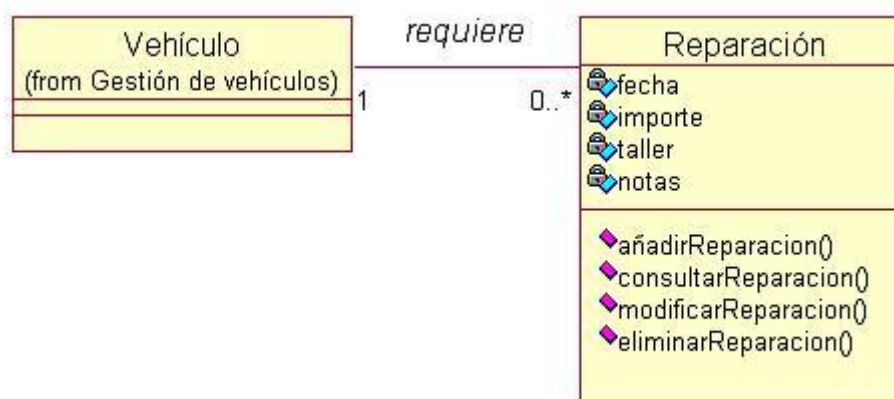 Vehículo
(from Gestión de vehículos)
requiere
1
0..*
Reparación
fecha
importe
taller
notas
añadirReparacion()
consultarReparacion()
modificarReparacion()
eliminarReparacion()